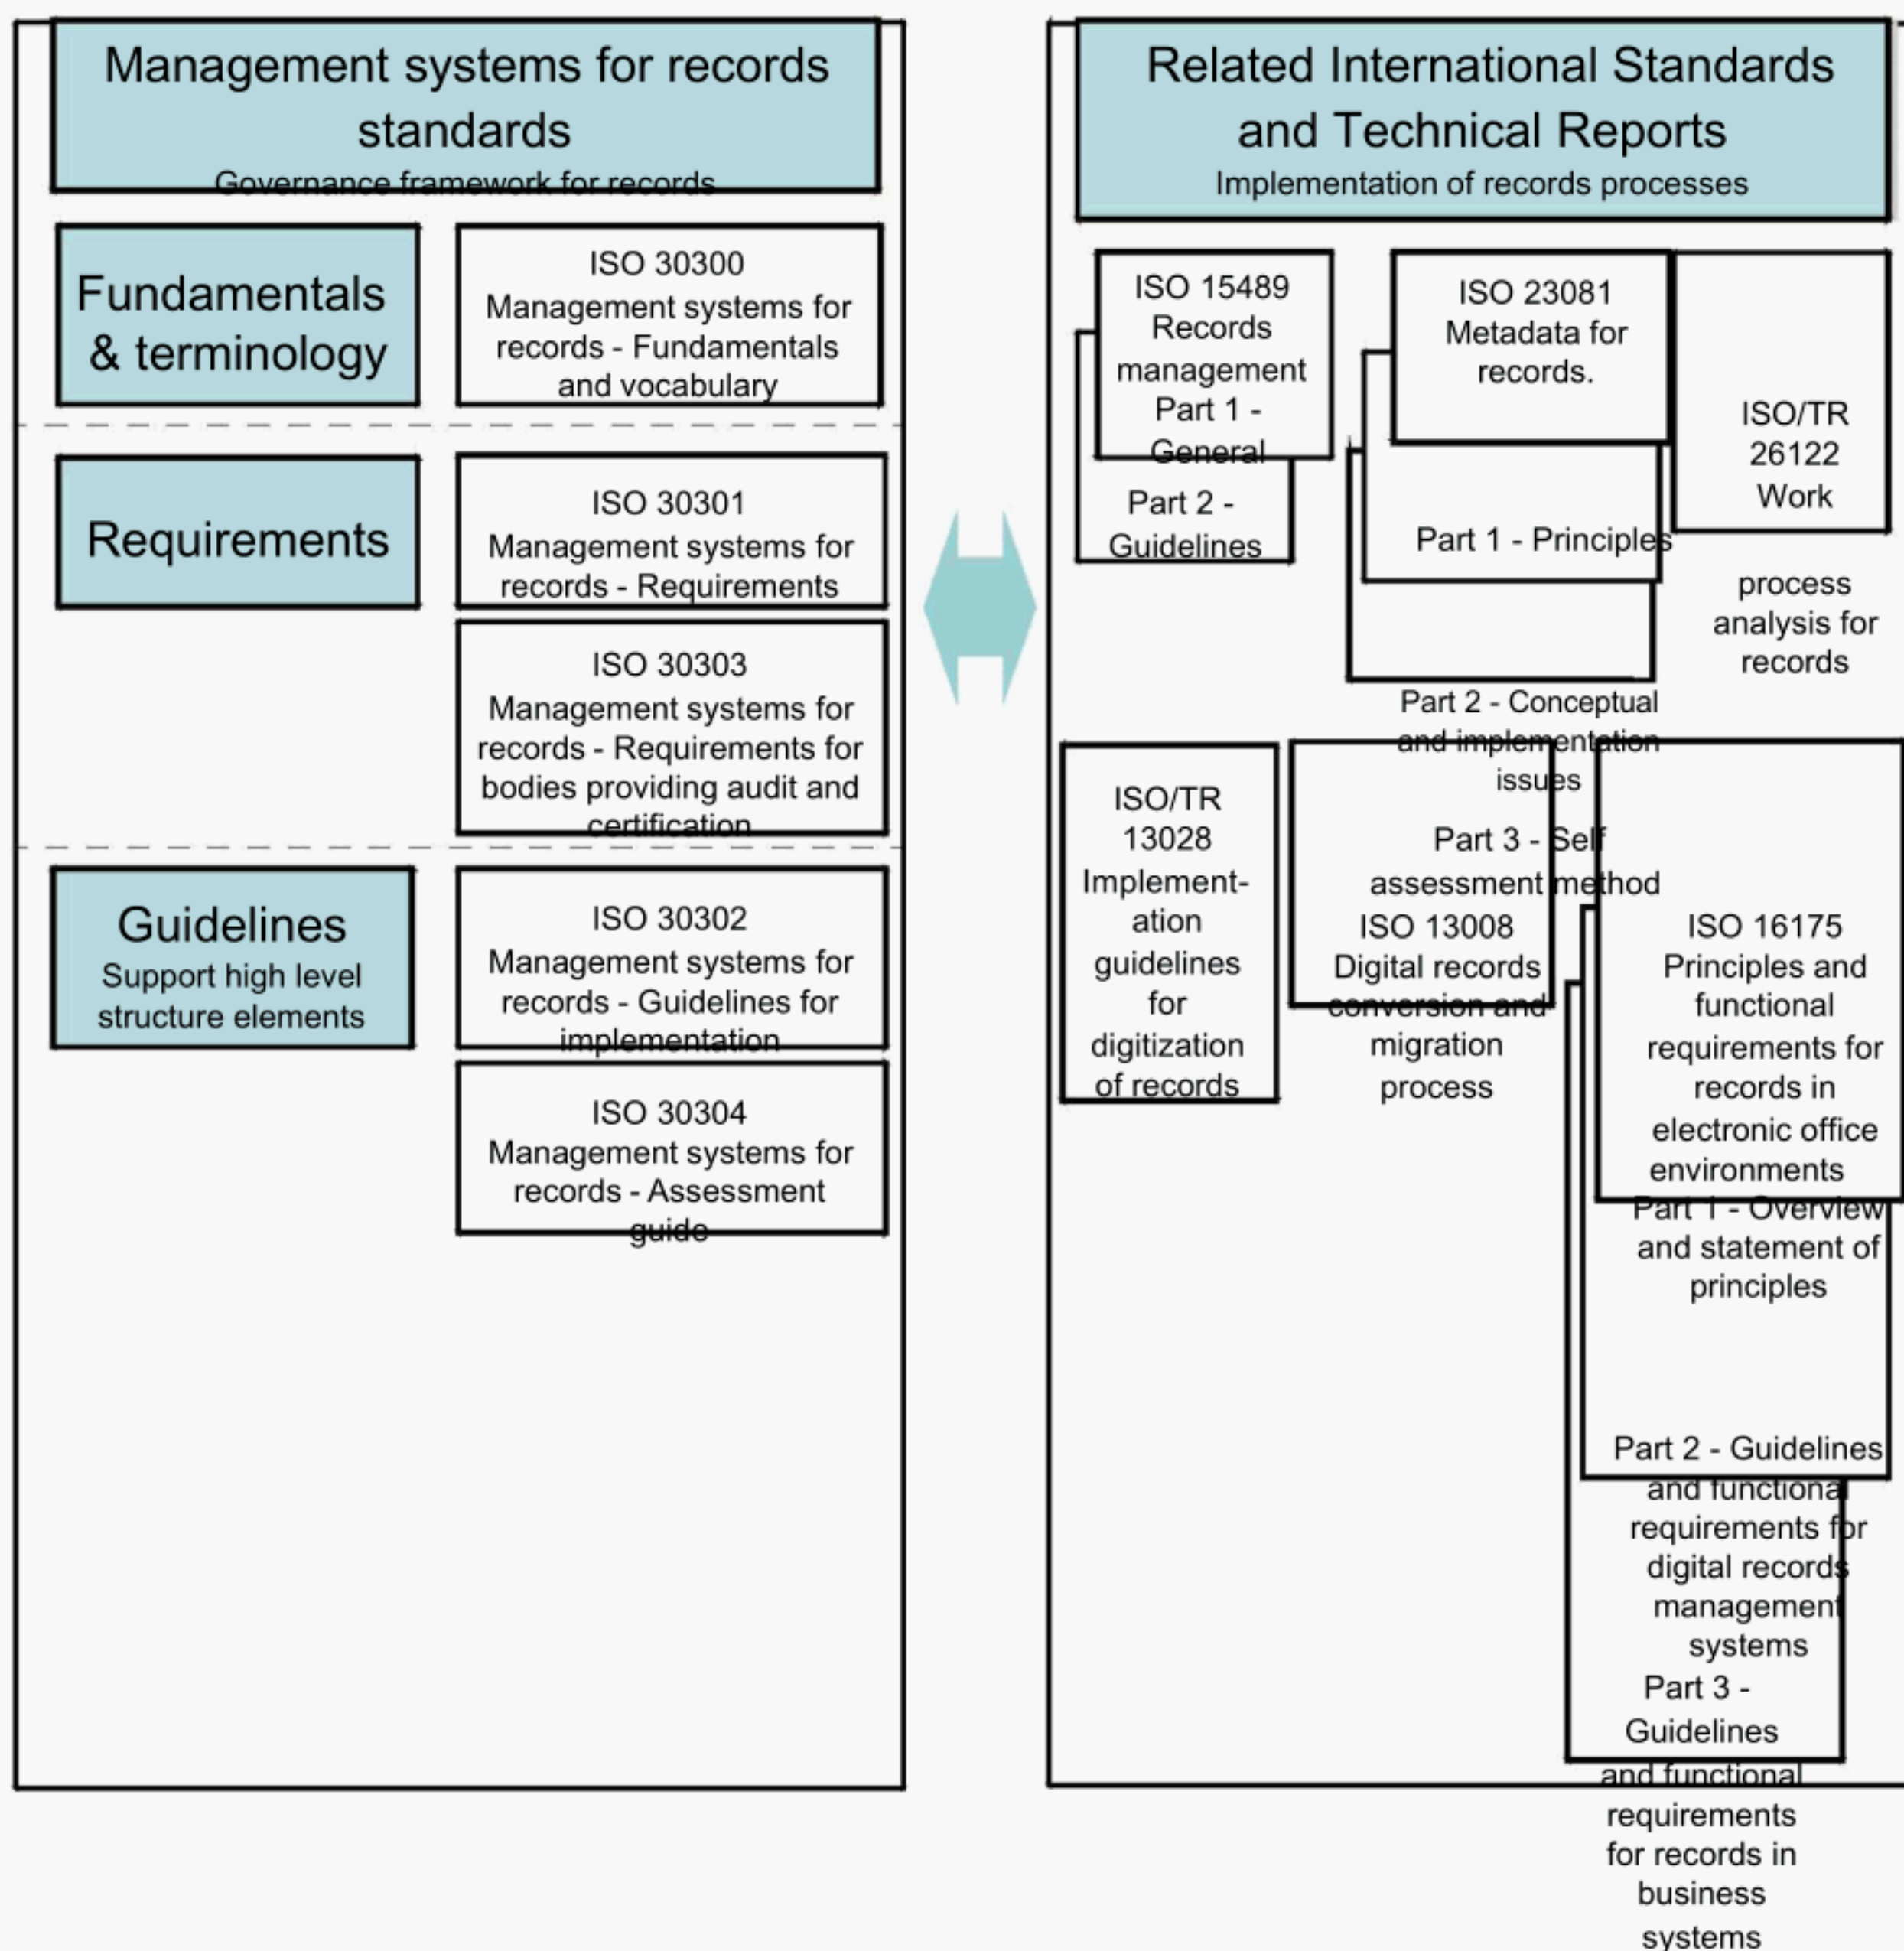 Management systems for records
standards
Governance framework for records
Fundamentals
& terminology
ISO 30300
Management systems for
records - Fundamentals
and vocabulary
Requirements
ISO 30301
Management systems for
records - Requirements
ISO 30303
Management systems for
records - Requirements for
bodies providing audit and
certification
Guidelines
Support high level
structure elements
ISO 30302
Management systems for
records - Guidelines for
implementation
ISO 30304
Management systems for
records - Assessment
guide
Related International Standards
and Technical Reports
Implementation of records processes
ISO 15489
Records
management
Part 1 -
General
Part 2 -
Guidelines
ISO 23081
Metadata for
records.
Part 1 - Principles
Part 2 - Conceptual
and implementation
issues
Part 3 - Self
assessment method
ISO/TR
26122
Work
process
analysis for
records
ISO/TR
13028
Implement-
ation
guidelines
for
digitization
of records
ISO 13008
Digital records
conversion and
migration
process
ISO 16175
Principles and
functional
requirements for
records in
electronic office
environments
Part 1 - Overview
and statement of
principles
Part 2 - Guidelines
and functional
requirements for
digital records
management
systems
Part 3 -
Guidelines
and functional
requirements
for records in
business
systems